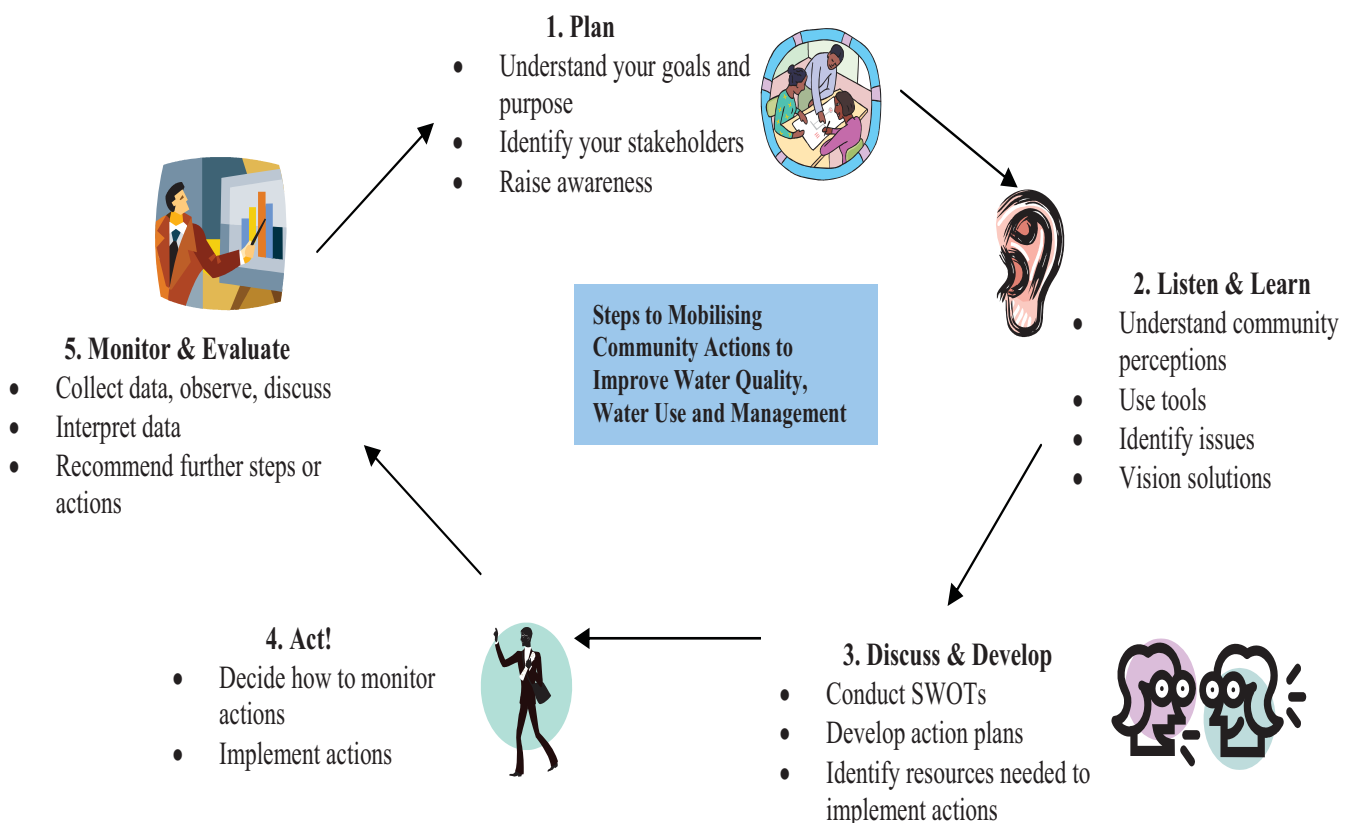 1. Plan
• Understand your goals and
purpose
• Identify your stakeholders
• Raise awareness
2. Listen & Learn
• Understand community
perceptions
• Use tools
• Identify issues
• Vision solutions
Steps to Mobilising
Community Actions to
Improve Water Quality,
Water Use and Management
3. Discuss & Develop
• Conduct SWOTs
• Develop action plans
• Identify resources needed to
implement actions
4. Act!
• Decide how to monitor
actions
• Implement actions
5. Monitor & Evaluate
• Collect data, observe, discuss
• Interpret data
• Recommend further steps or
actions